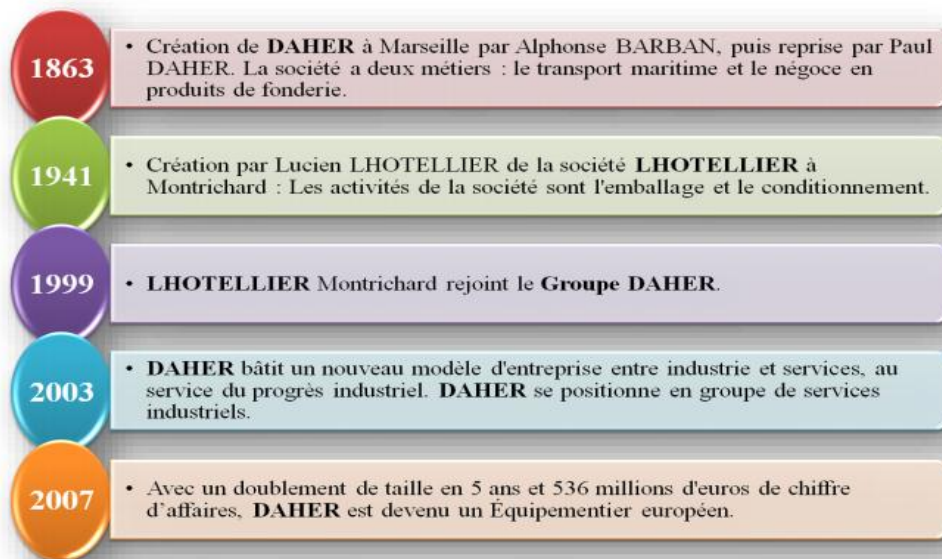 1863
• Création de DAHER à Marseille par Alphonse BARBAN, puis reprise par Paul
DAHER. La société a deux métiers : le transport maritime et le négoce en
produits de fonderie.
1941
• Création par Lucien LHOTELLIER de la société LHOTELLIER à
Montrichard : Les activités de la société sont l'emballage et le conditionnement.
1999
• LHOTELLIER Montrichard rejoint le Groupe DAHER.
2003
• DAHER bâtit un nouveau modèle d'entreprise entre industrie et services, au
service du progrès industriel. DAHER se positionne en groupe de services
industriels.
2007
• Avec un doublement de taille en 5 ans et 536 millions d'euros de chiffre
d’affaires, DAHER est devenu un Équipementier européen.